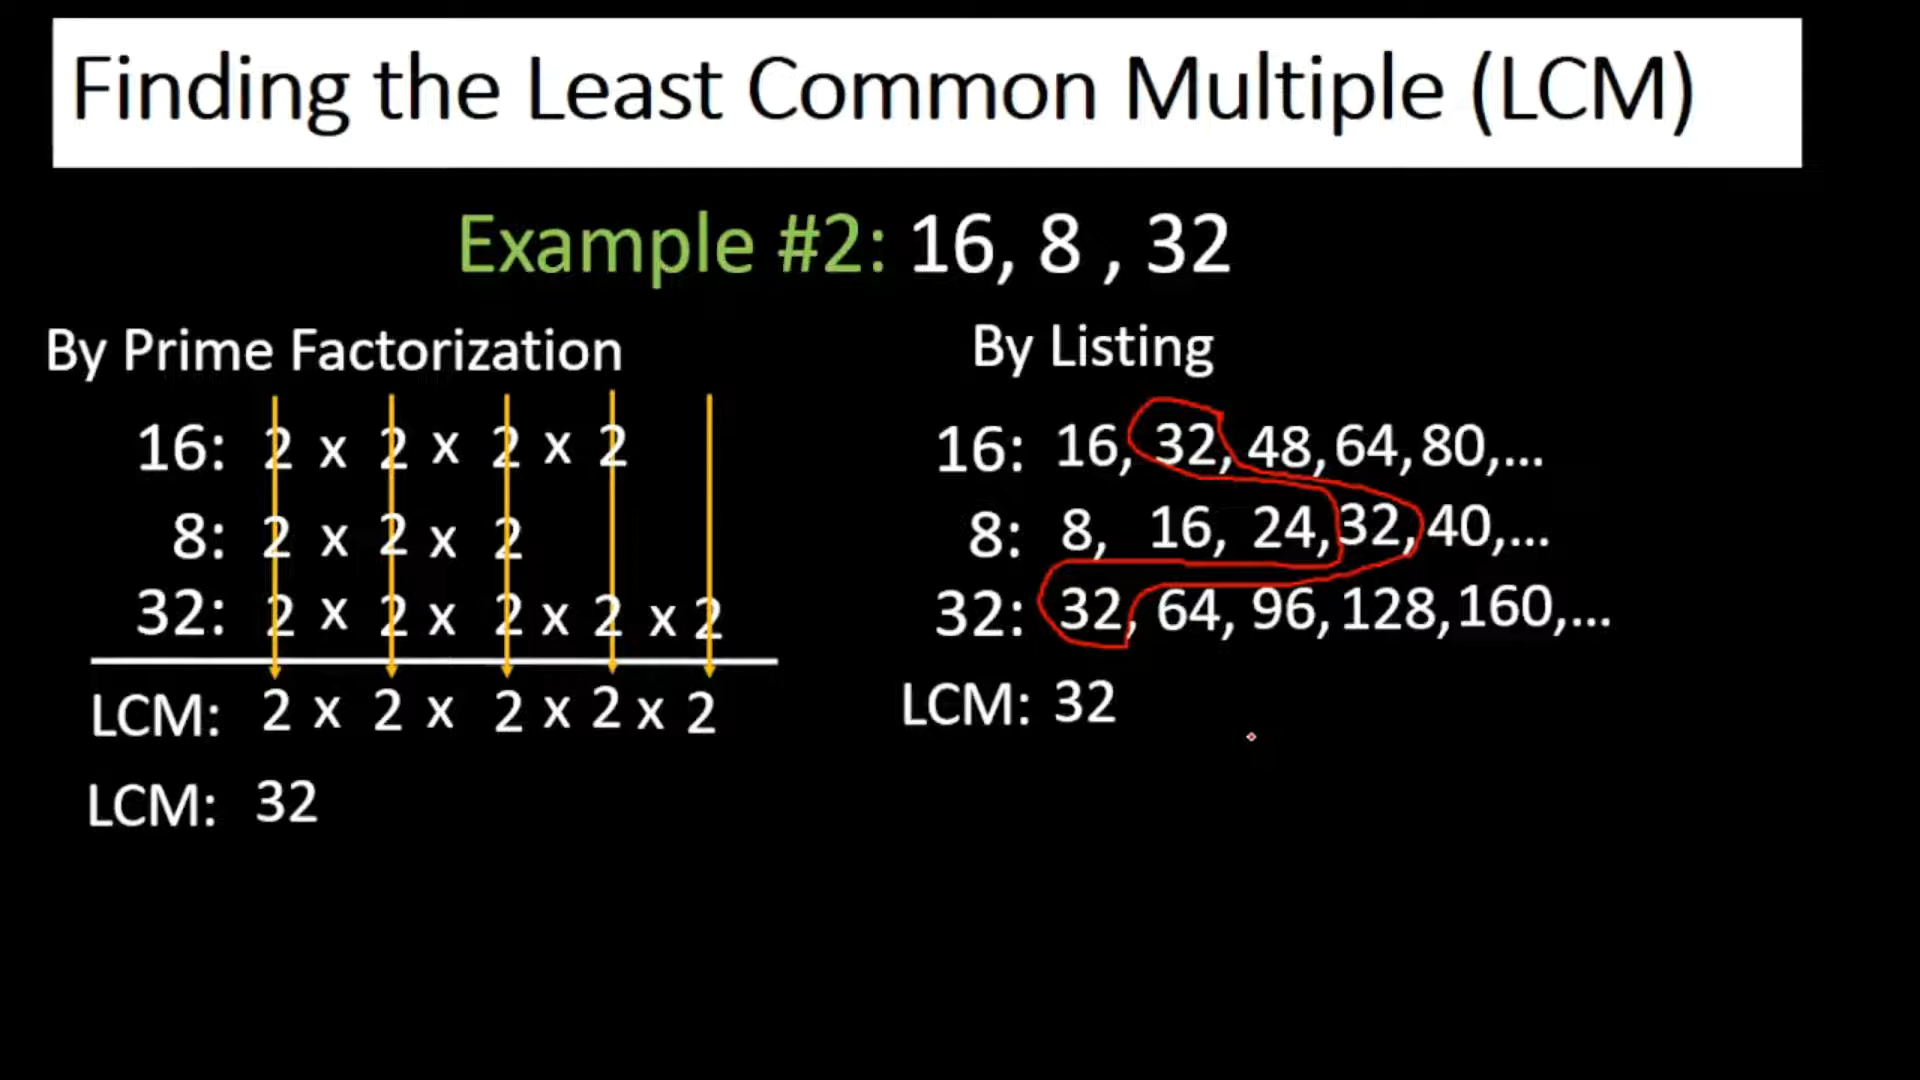 Finding the Least Common Multiple (LCM)
Example #2: 16, 8 , 32
By Prime Factorization
16: 2 x 2 x 2 x 2
8: 2 x 2 x 2
32: 2 x 2 x 2 x 2 x 2
LCM: 2 x 2 x 2 x 2 x 2
LCM: 32
By Listing
16: 16, 32, 48, 64, 80,...
8: 8, 16, 24, 32, 40,...
32: 32, 64, 96, 128, 160,...
LCM: 32